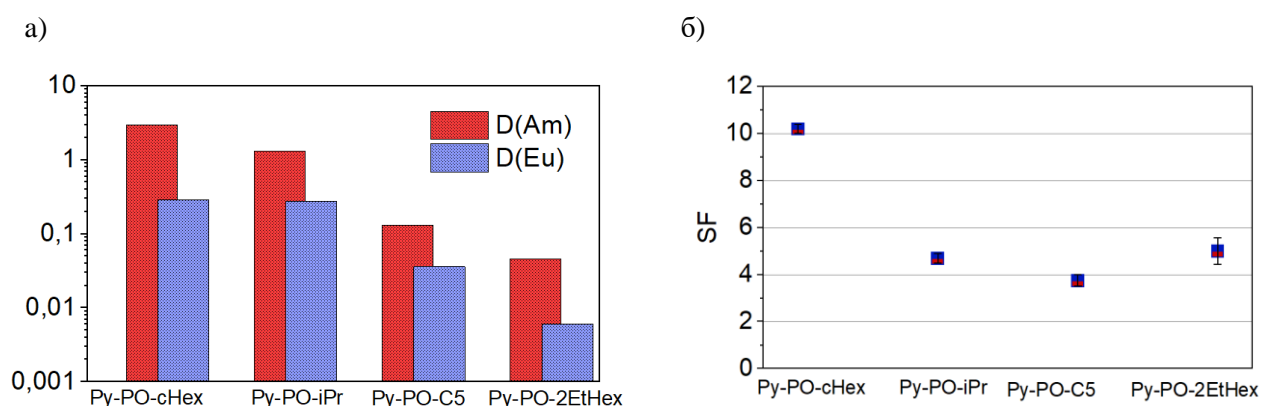 а)
10
1
0,1
0,01
0,001
D(Am)
D(Eu)
Py-PO-cHex Py-PO-iPr Py-PO-C5 Py-PO-2EtHex
б)
SF
12
10
8
6
4
2
0
Py-PO-cHex Py-PO-iPr Py-PO-C5 Py-PO-2EtHex